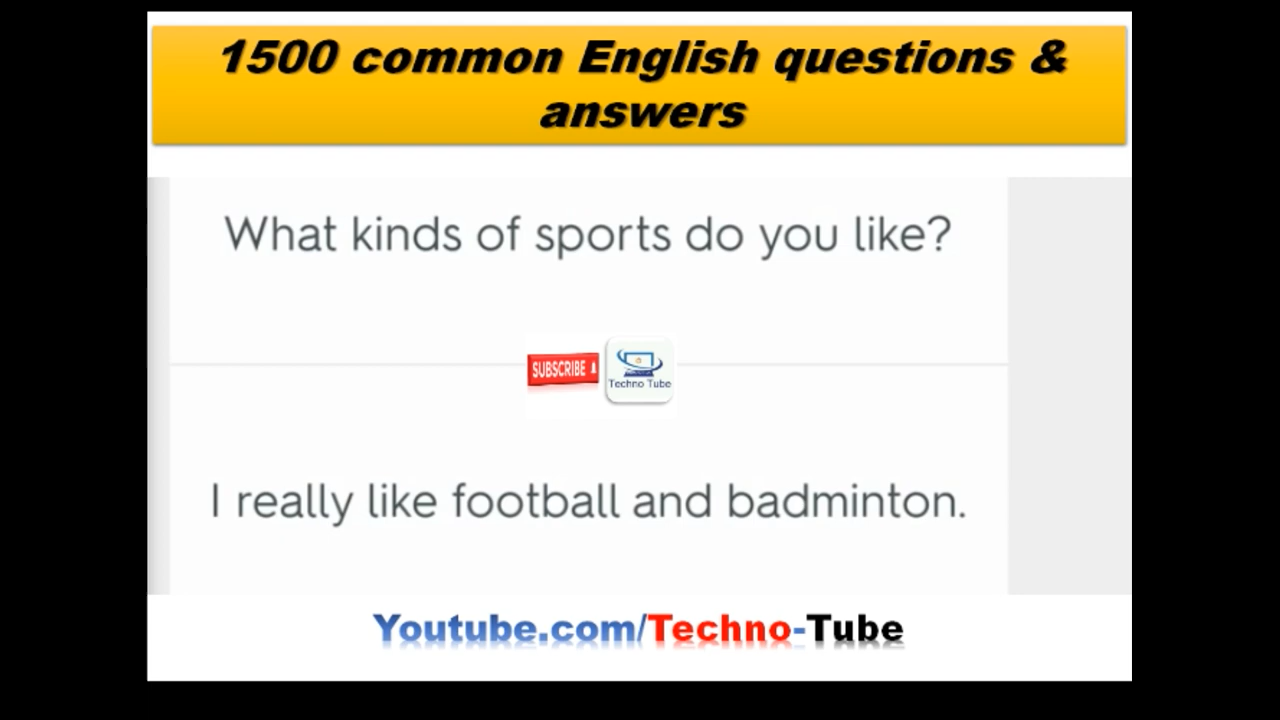 1500 common English questions &
answers
What kinds of sports do you like?
SUBSCRIBE
Techno Tube
I really like football and badminton.
Youtube.com/Techno-Tube